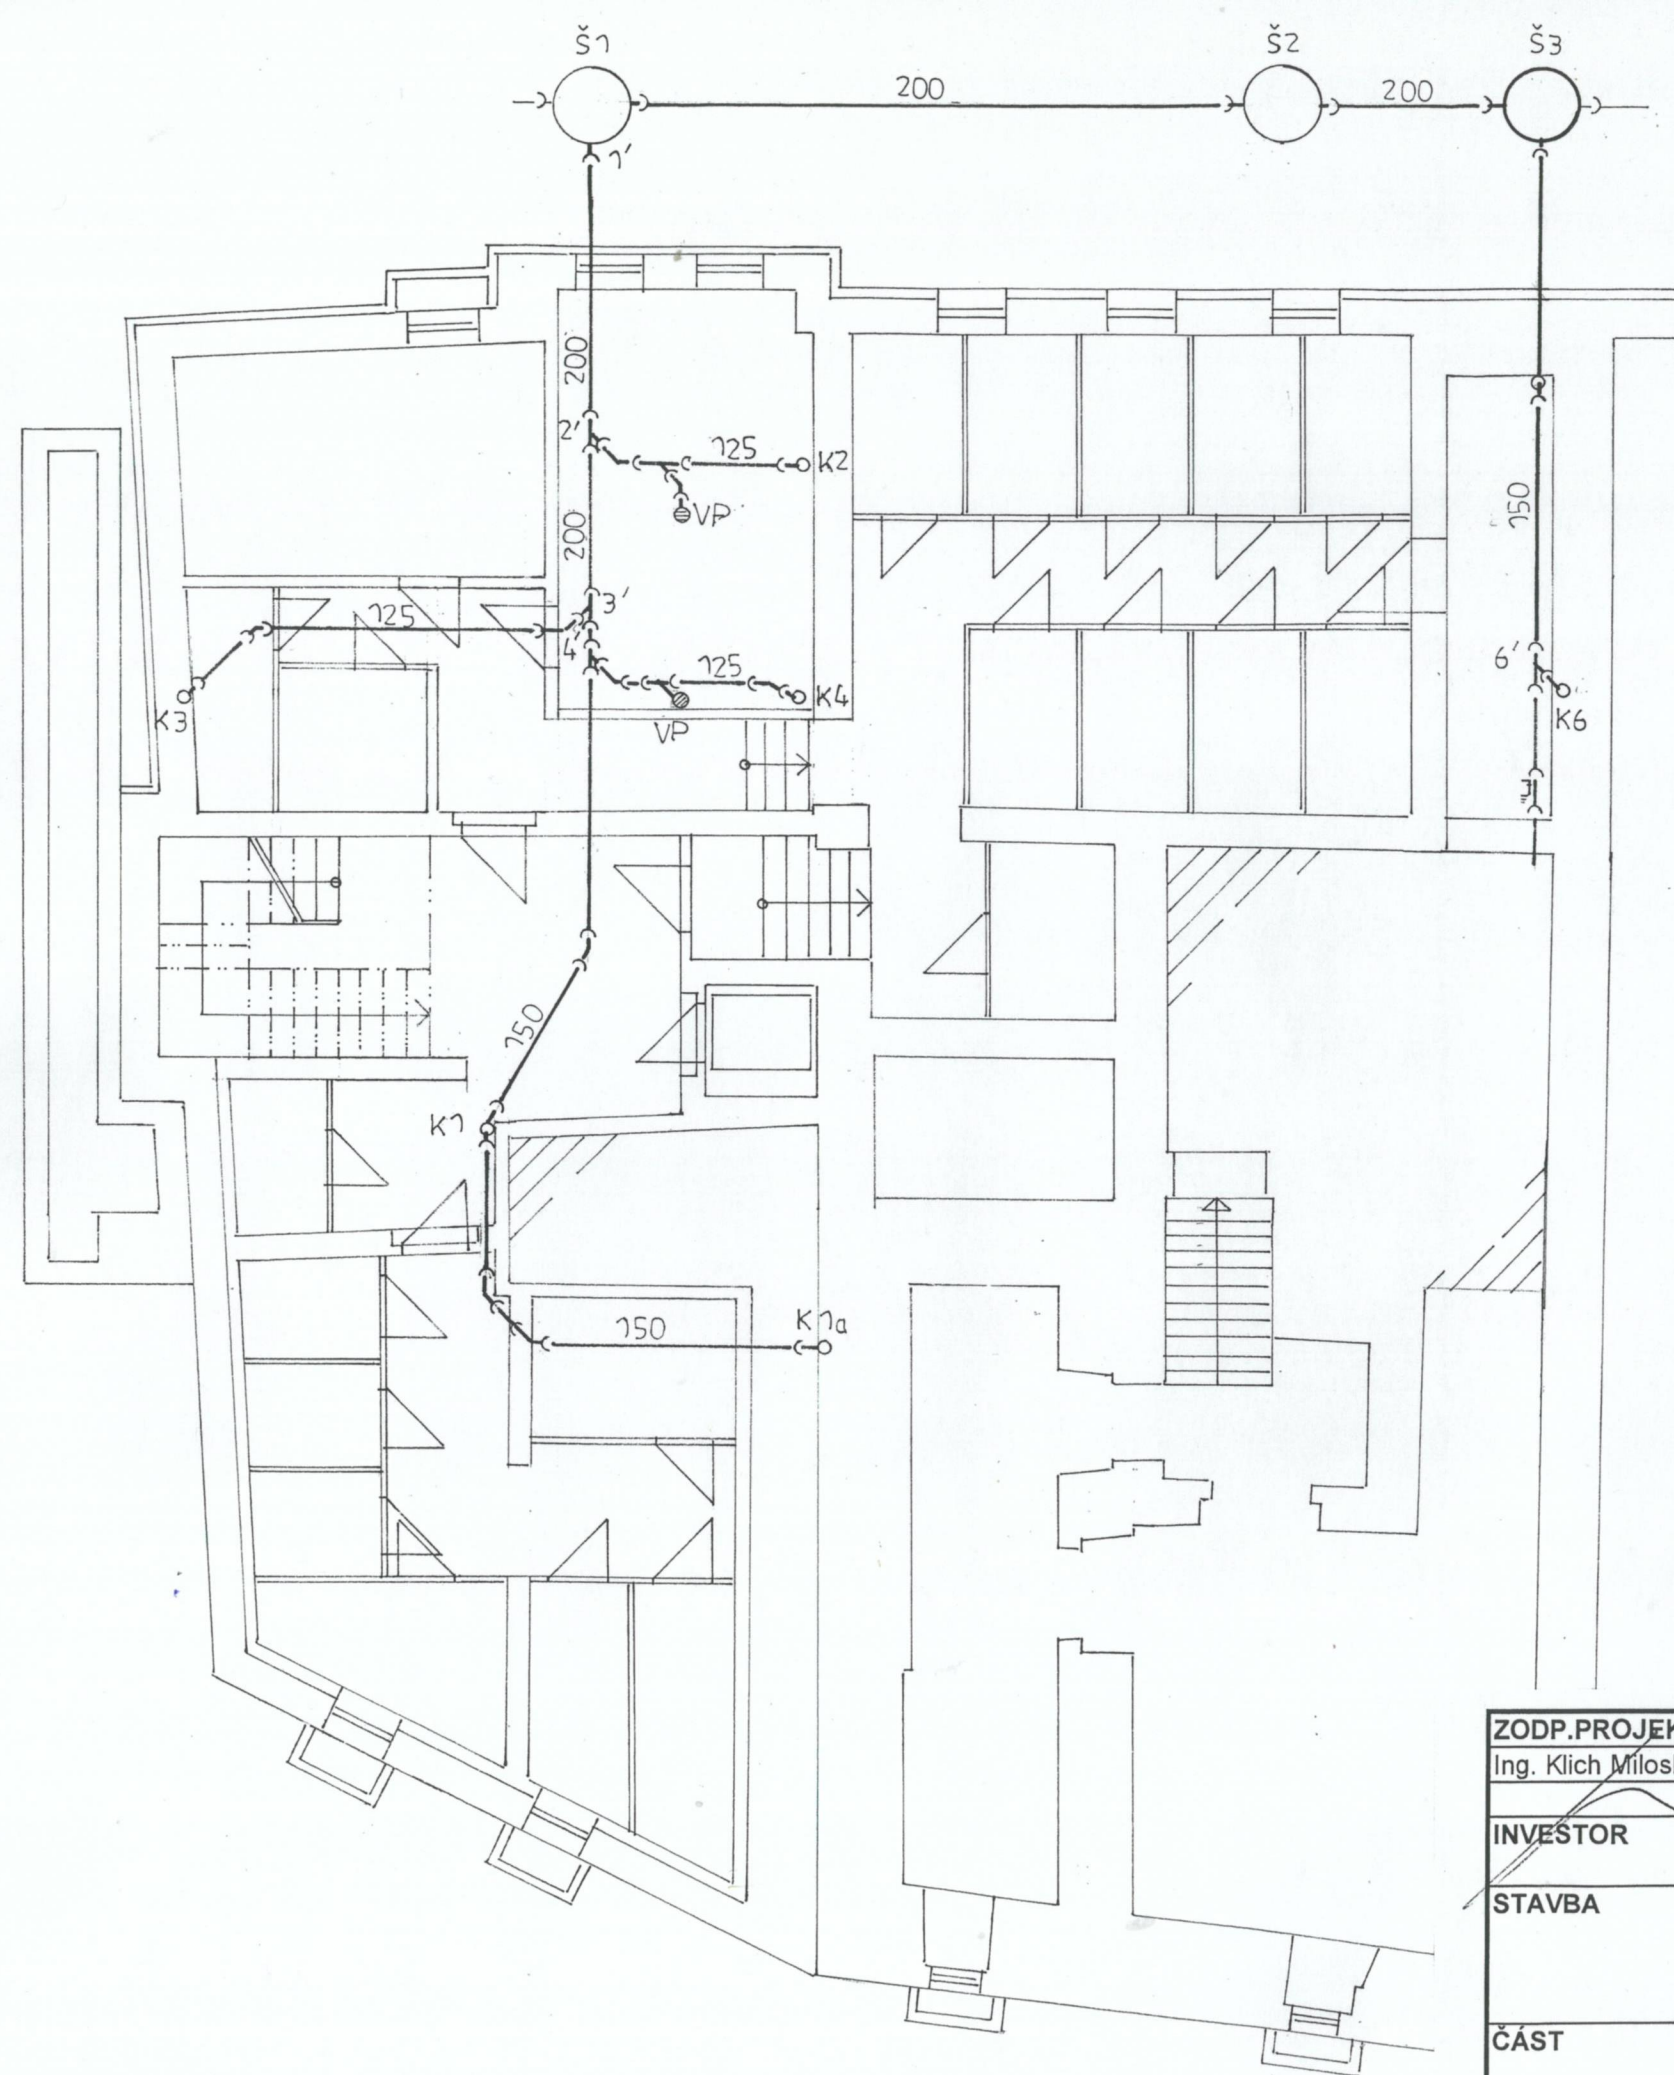 Š1
Š2
Š3
200
200
1'
200
2'
125
K2
VP
200
150
3'
125
4'
125
6'
K3
K4
K6
VP
150
K1
150
K1a
ZODP.PROJEK
Ing. Klich Milosl
INVESTOR
STAVBA
ČÁST